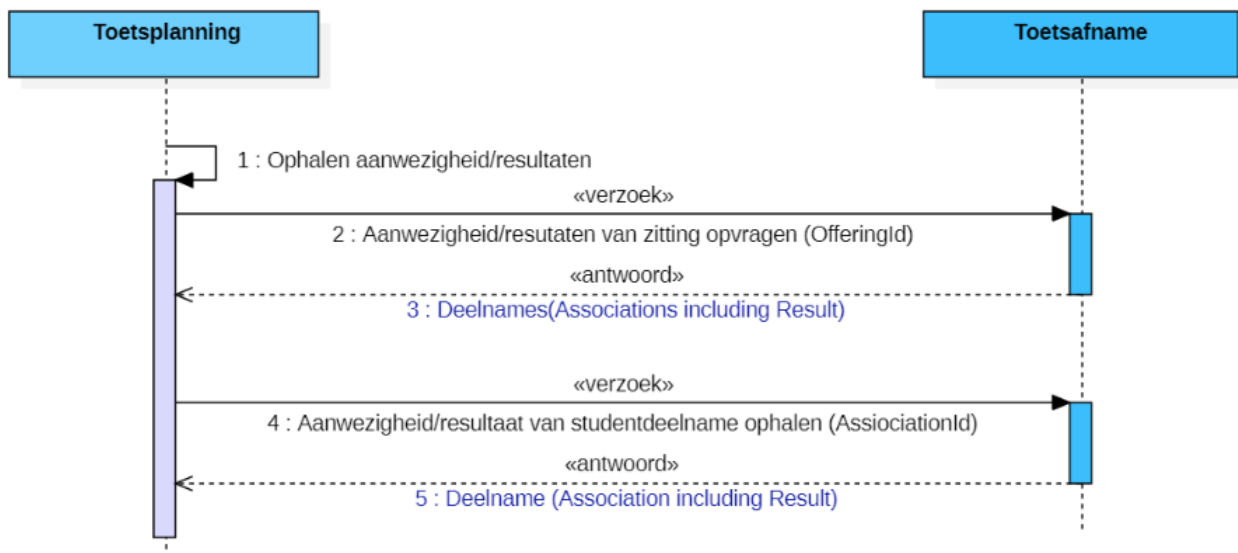 Toetsplanning
Toetsafname
1 : Ophalen aanwezigheid/resultaten
«verzoek»
2 : Aanwezigheid/resutaten van zitting opvragen (OfferingId)
«antwoord»
3 : Deelnames(Associations including Result)
«verzoek»
4 : Aanwezigheid/resultaat van studentdeelname ophalen (AssiociationId)
«antwoord»
5 : Deelname (Association including Result)